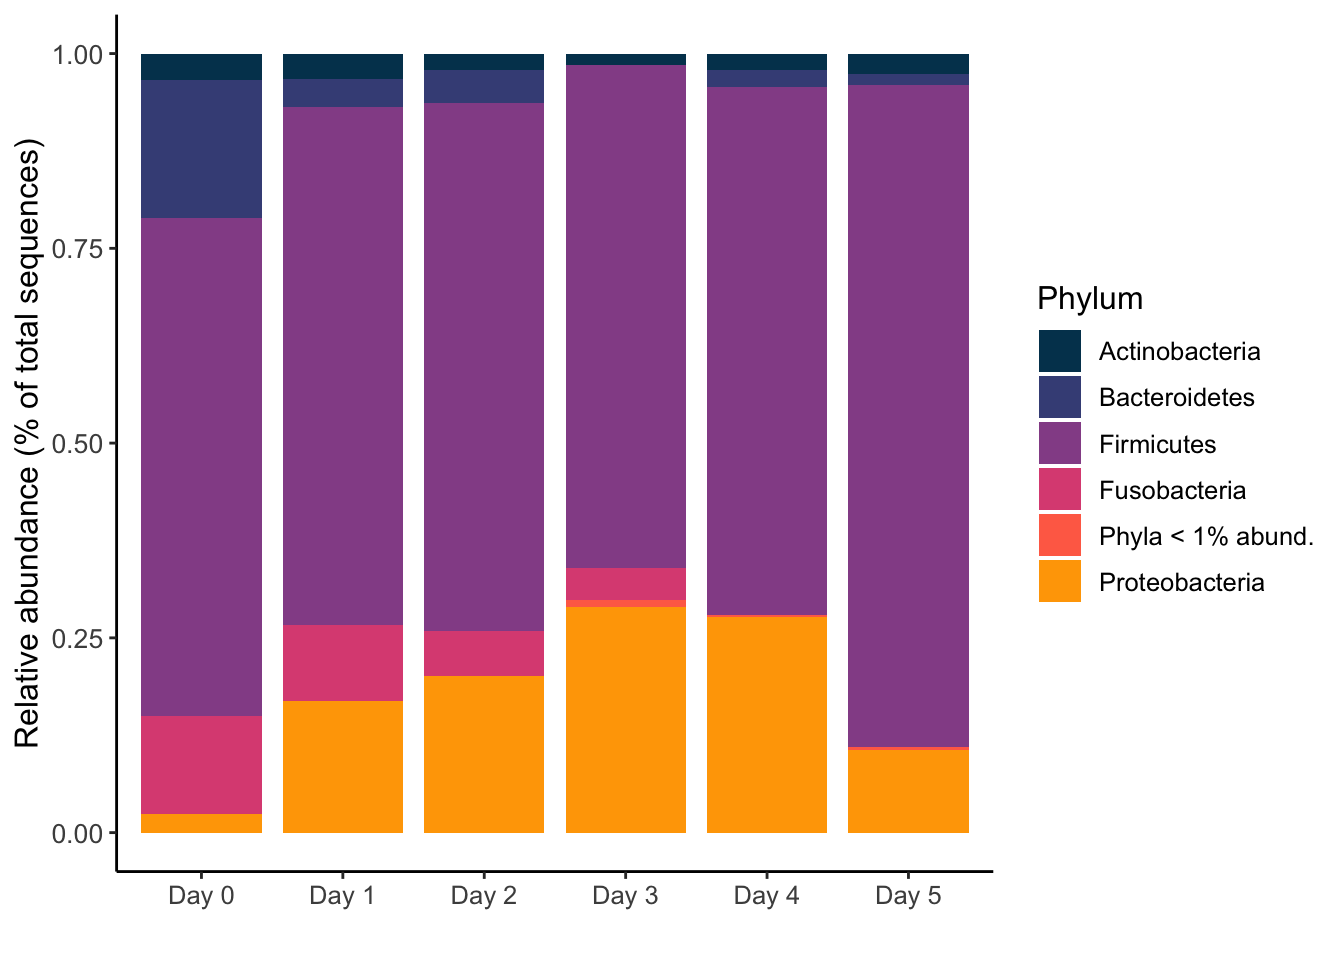 Relative abundance (% of total sequences)
1.00
0.75
0.50
0.25
0.00
Day 0
Day 1
Day 2
Day 3
Day 4
Day 5
Phylum
Actinobacteria
Bacteroidetes
Firmicutes
Fusobacteria
Phyla < 1% abund.
Proteobacteria